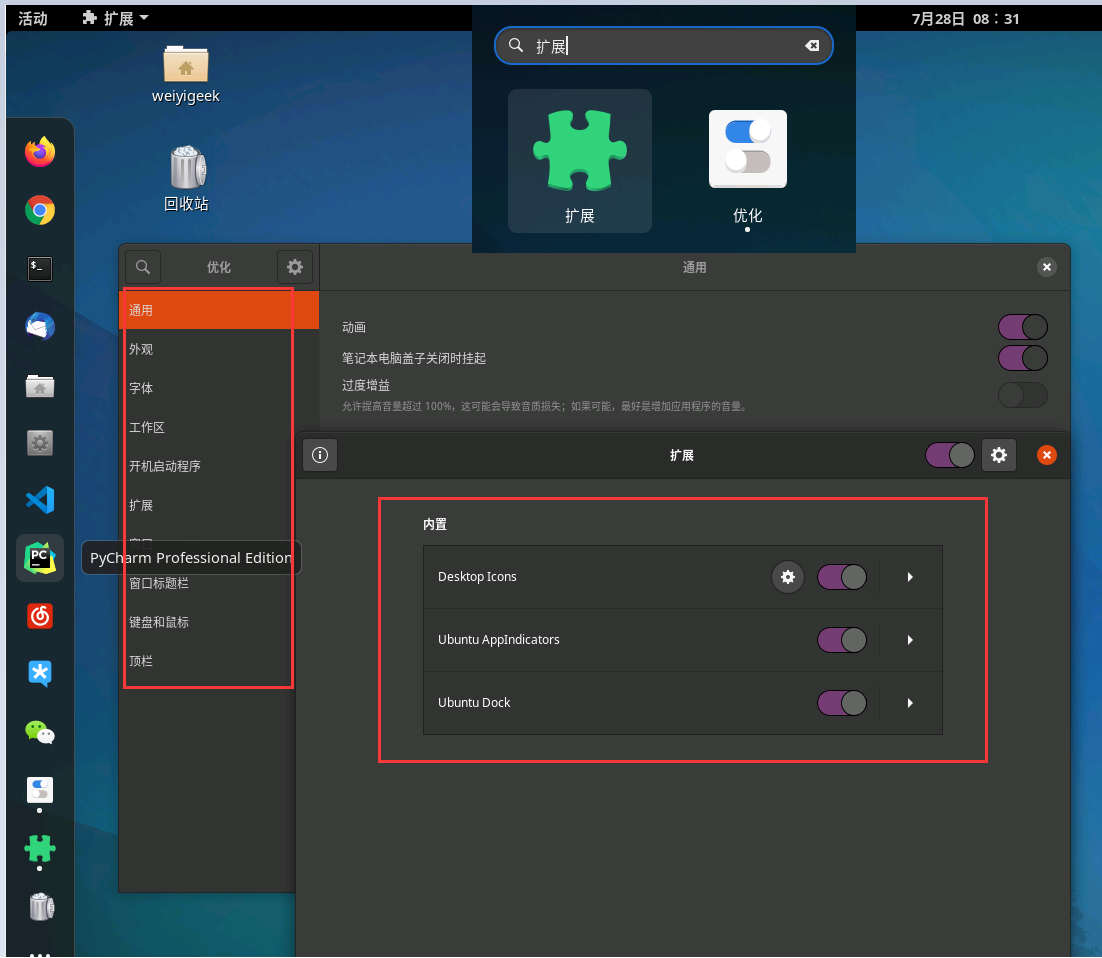 活动
扩展
7月28日 08：31
扩展
扩展
优化
weiyigeek
回收站
优化
通用
通用
外观
字体
工作区
开机启动程序
扩展
窗口
窗口标题栏
键盘和鼠标
顶栏
PyCharm Professional Edition
动画
笔记本电脑盖子关闭时挂起
过度增益
允许提高音量超过 100%，这可能会导致音质损失；如果可能，最好是增加应用程序的音量。
扩展
内置
Desktop Icons
Ubuntu AppIndicators
Ubuntu Dock
$_
PC